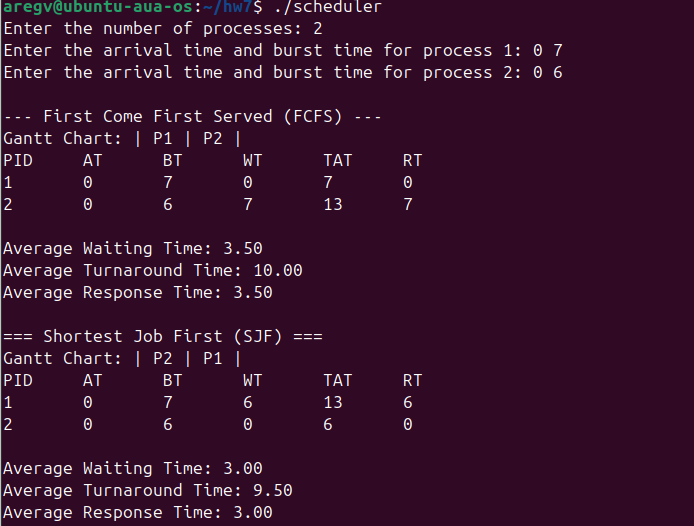 aregv@ubuntu-aua-os:~/hw7$ ./scheduler
Enter the number of processes: 2
Enter the arrival time and burst time for process 1: 0 7
Enter the arrival time and burst time for process 2: 0 6

--- First Come First Served (FCFS) ---
Gantt Chart: | P1 | P2 |
PID     AT      BT      WT      TAT     RT
1       0       7       0       7       0
2       0       6       7       13      7

Average Waiting Time: 3.50
Average Turnaround Time: 10.00
Average Response Time: 3.50

=== Shortest Job First (SJF) ===
Gantt Chart: | P2 | P1 |
PID     AT      BT      WT      TAT     RT
1       0       7       6       13      6
2       0       6       0       6       0

Average Waiting Time: 3.00
Average Turnaround Time: 9.50
Average Response Time: 3.00